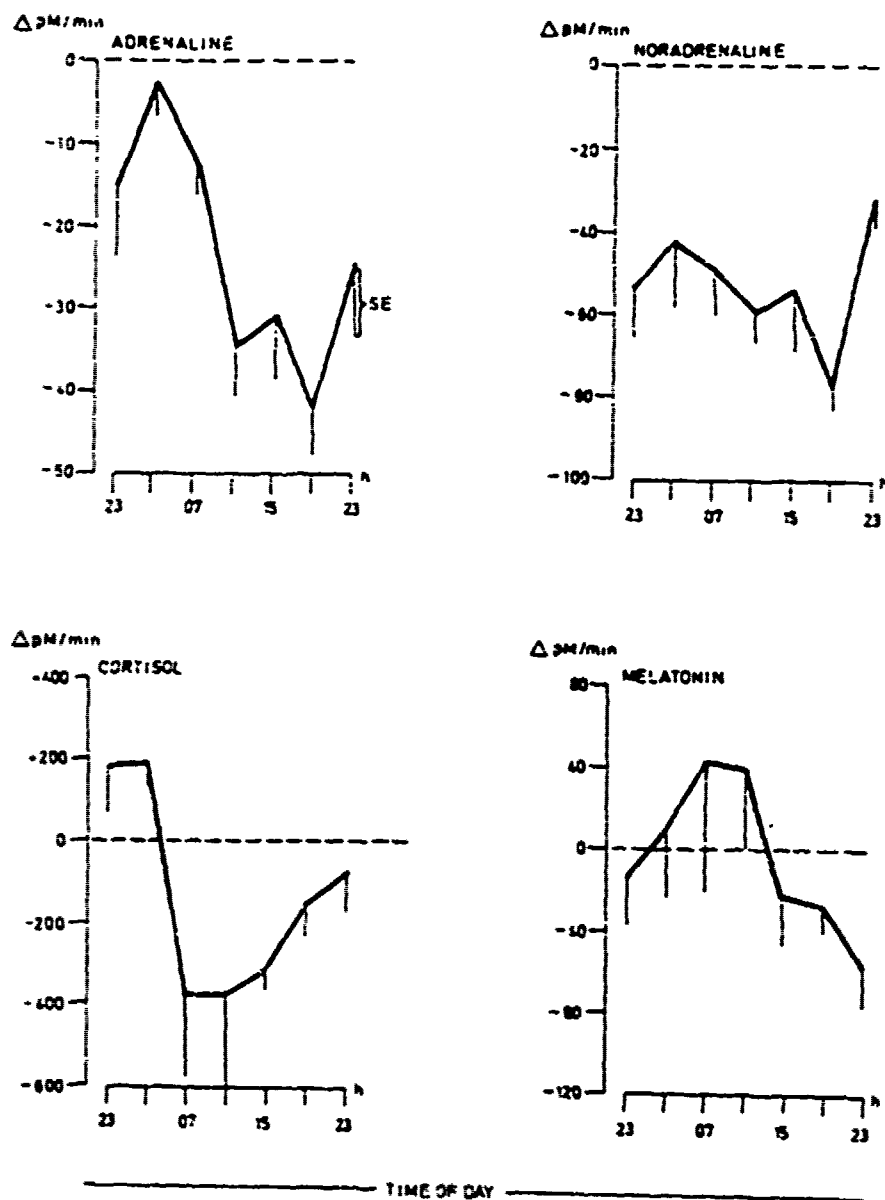 Δ pM/min
ADRENALINE
0
-10
-20
-30
-40
-50
SE
h
23 07 15 23
Δ pM/min
NORADRENALINE
0
-20
-40
-60
-80
-100
h
23 07 15 23
Δ pM/min
CORTISOL
+400
+200
0
-200
-400
-600
h
23 07 15 23
Δ pM/min
MELATONIN
80
40
0
-40
-80
-120
h
23 07 15 23
TIME OF DAY